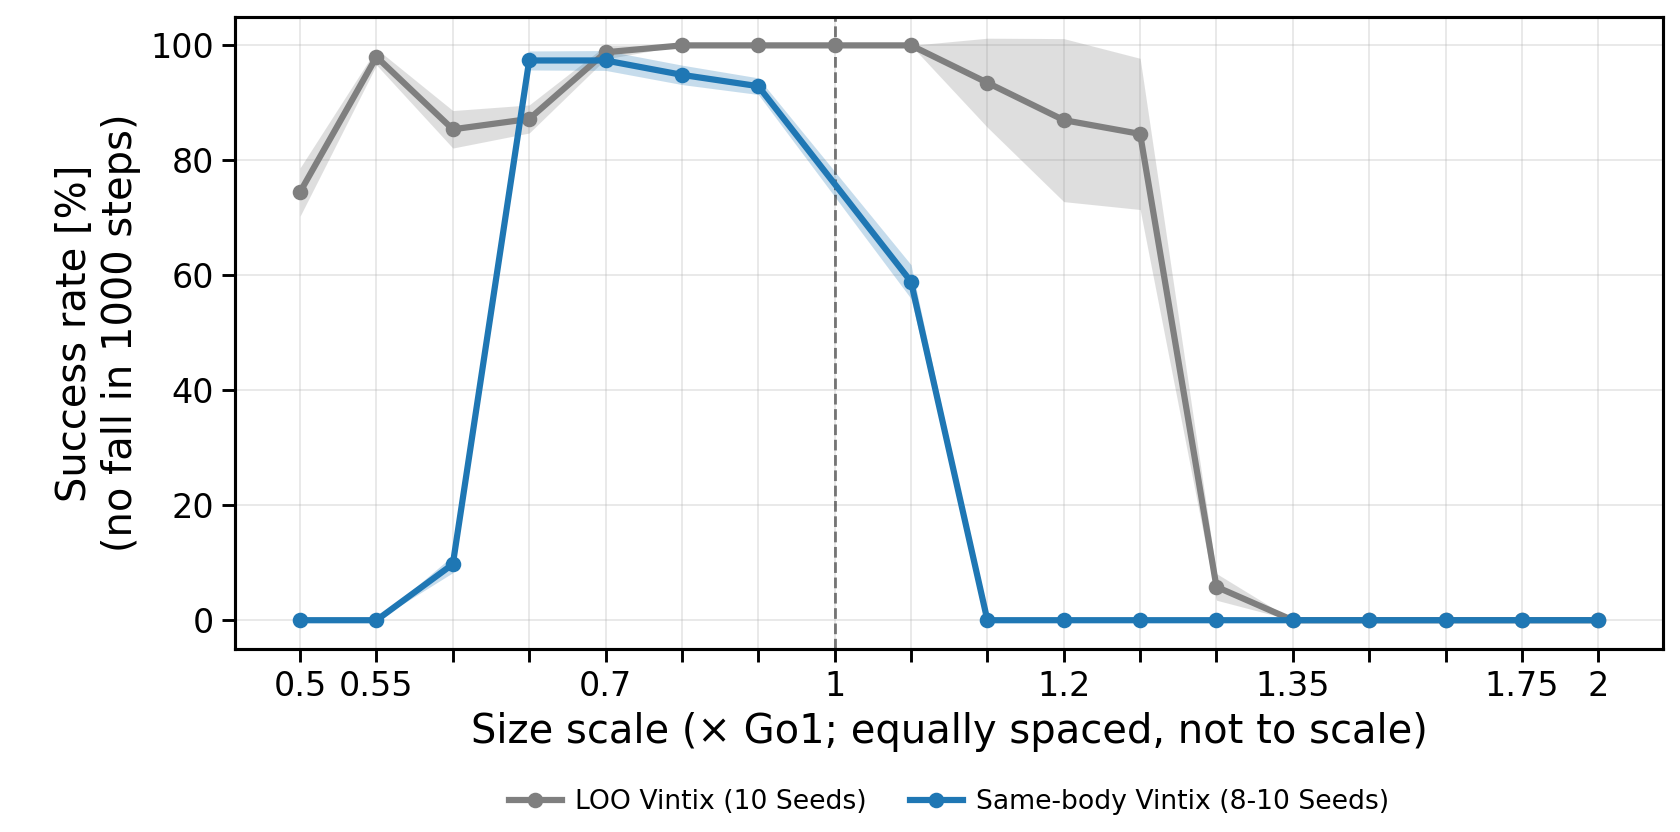 Success rate [%]
(no fall in 1000 steps)
100
80
60
40
20
0
0.5 0.55 0.7 1 1.2 1.35 1.75 2
Size scale (× Go1; equally spaced, not to scale)
LOO Vintix (10 Seeds) Same-body Vintix (8-10 Seeds)